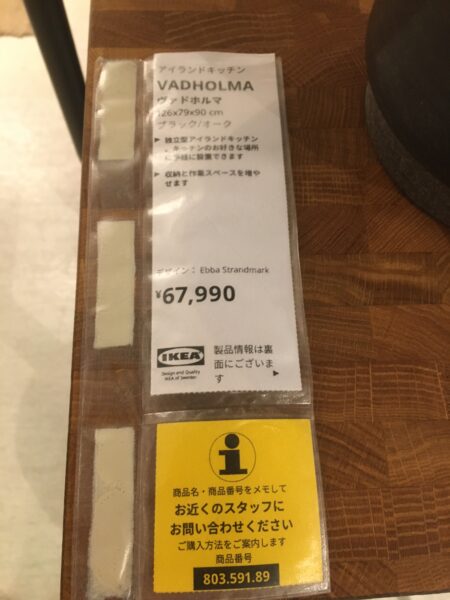 アイランドキッチン
VADHOLMA
ヴァドホルマ
126x79x90 cm
ブラック/オーク
▶ 独立型アイランドキッチン
。キッチンのお好きな場所
に手軽に設置できます
▶ 収納と作業スペースを増や
せます
デザイン： Ebba Strandmark
¥67,990
IKEA
Design and Quality
IKEA of Sweden
製品情報は裏
面にございま
す ▶
i
商品名・商品番号をメモして
お近くのスタッフに
お問い合わせください
ご購入方法をご案内します
商品番号
803.591.89